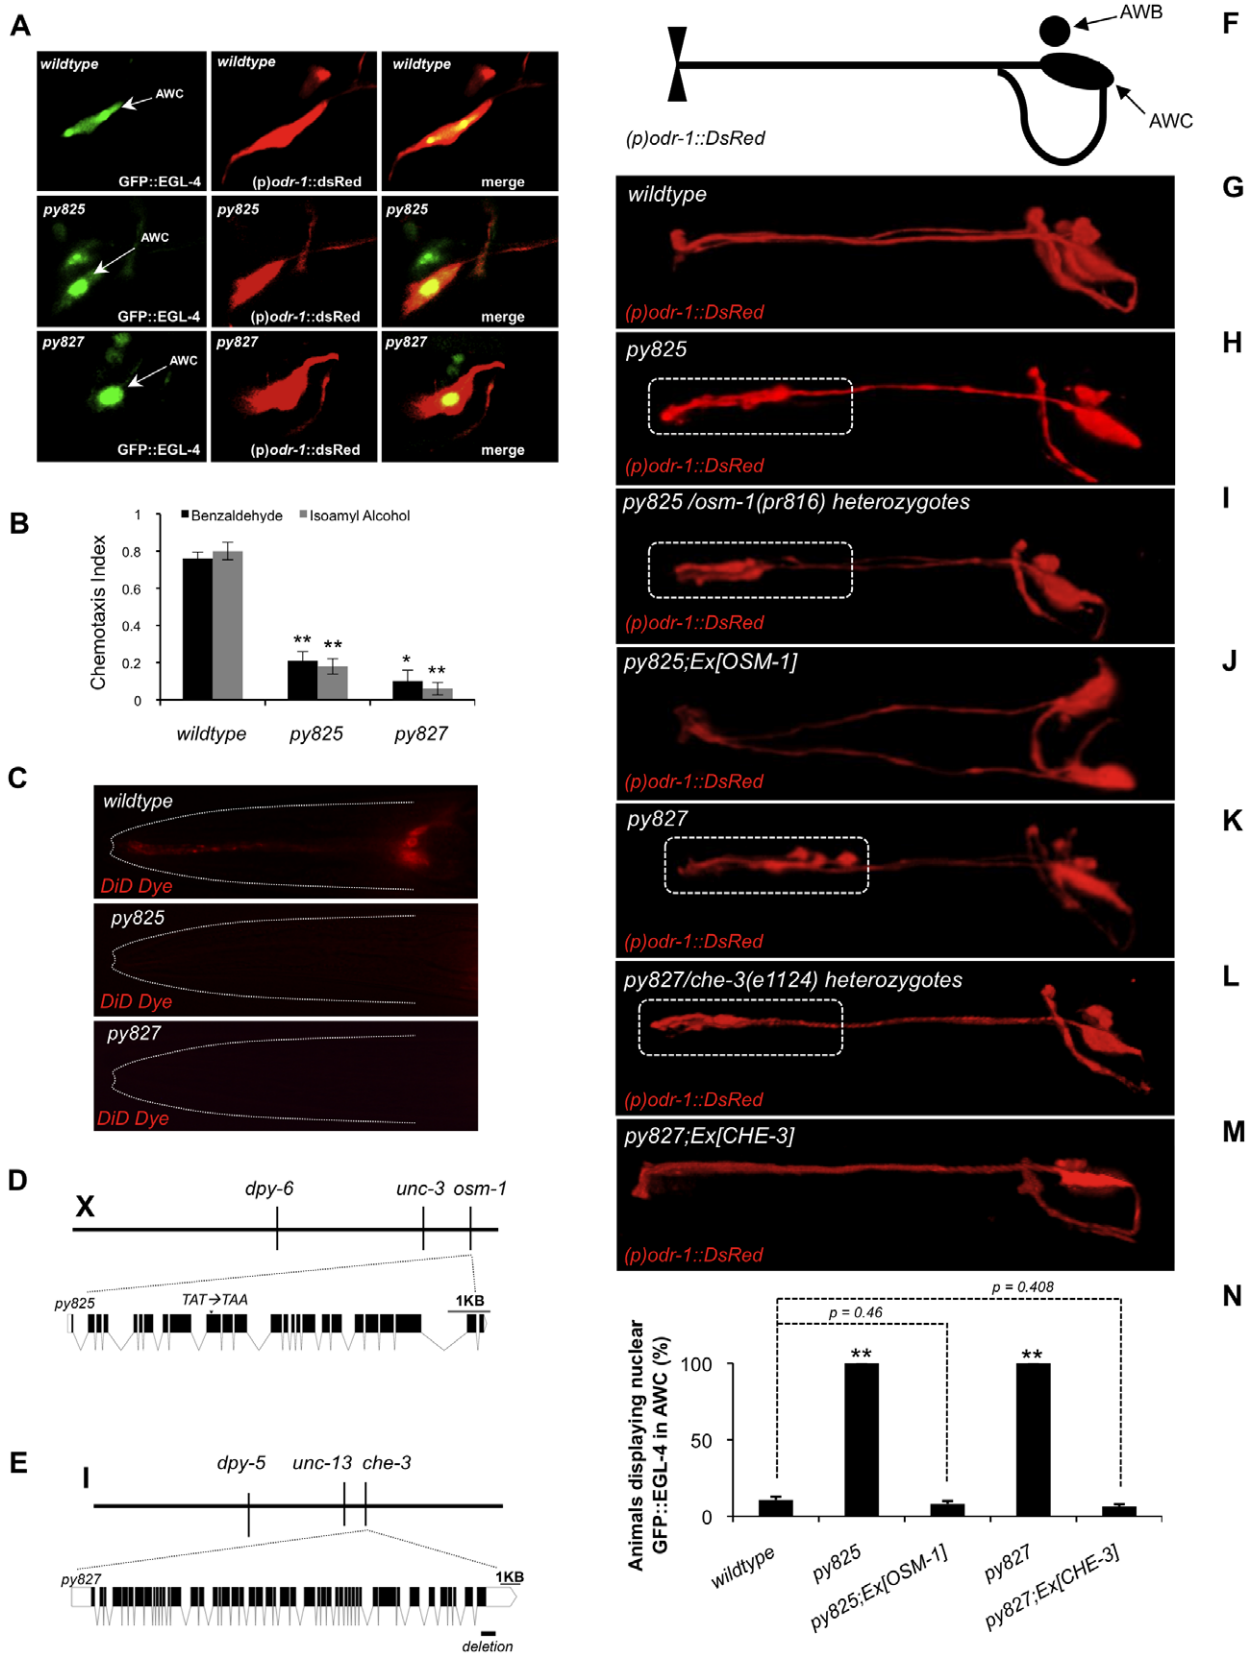 A
wildtype
AWC
GFP::EGL-4
wildtype
(p)odr-1::dsRed
wildtype
merge
py825
AWC
GFP::EGL-4
py825
(p)odr-1::dsRed
py825
merge
py827
AWC
GFP::EGL-4
py827
(p)odr-1::dsRed
py827
merge
B
Benzaldehyde
Isoamyl Alcohol
Chemotaxis Index
1
0.8
0.6
0.4
0.2
0
**
**
*
**
wildtype
py825
py827
C
wildtype
DiD Dye
py825
DiD Dye
py827
DiD Dye
D
X
dpy-6
unc-3
osm-1
py825
TAT→TAA
1KB
E
I
dpy-5
unc-13
che-3
py827
1KB
deletion
F
AWB
AWC
(p)odr-1::DsRed
G
wildtype
(p)odr-1::DsRed
H
py825
(p)odr-1::DsRed
I
py825 /osm-1(pr816) heterozygotes
(p)odr-1::DsRed
J
py825;Ex[OSM-1]
(p)odr-1::DsRed
K
py827
(p)odr-1::DsRed
L
py827/che-3(e1124) heterozygotes
(p)odr-1::DsRed
M
py827;Ex[CHE-3]
(p)odr-1::DsRed
N
p = 0.408
p = 0.46
Animals displaying nuclear
GFP::EGL-4 in AWC (%)
100
50
0
**
**
wildtype
py825
py825;Ex[OSM-1]
py827
py827;Ex[CHE-3]